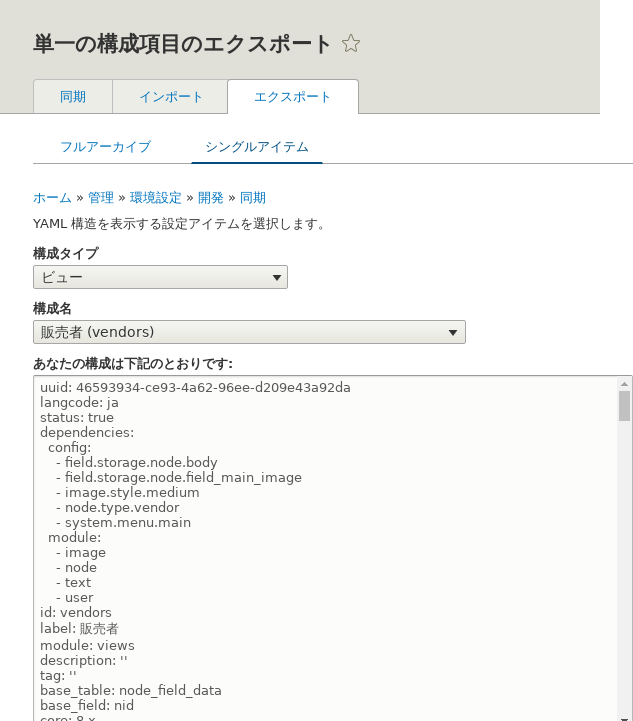 単一の構成項目のエクスポート
同期 インポート エクスポート
フルアーカイブ シングルアイテム
ホーム » 管理 » 環境設定 » 開発 » 同期
YAML 構造を表示する設定アイテムを選択します。
構成タイプ
ビュー
構成名
販売者 (vendors)
あなたの構成は下記のとおりです:
uuid: 46593934-ce93-4a62-96ee-d209e43a92da
langcode: ja
status: true
dependencies:
  config:
    - field.storage.node.body
    - field.storage.node.field_main_image
    - image.style.medium
    - node.type.vendor
    - system.menu.main
  module:
    - image
    - node
    - text
    - user
id: vendors
label: 販売者
module: views
description: ''
tag: ''
base_table: node_field_data
base_field: nid
core: 8.x